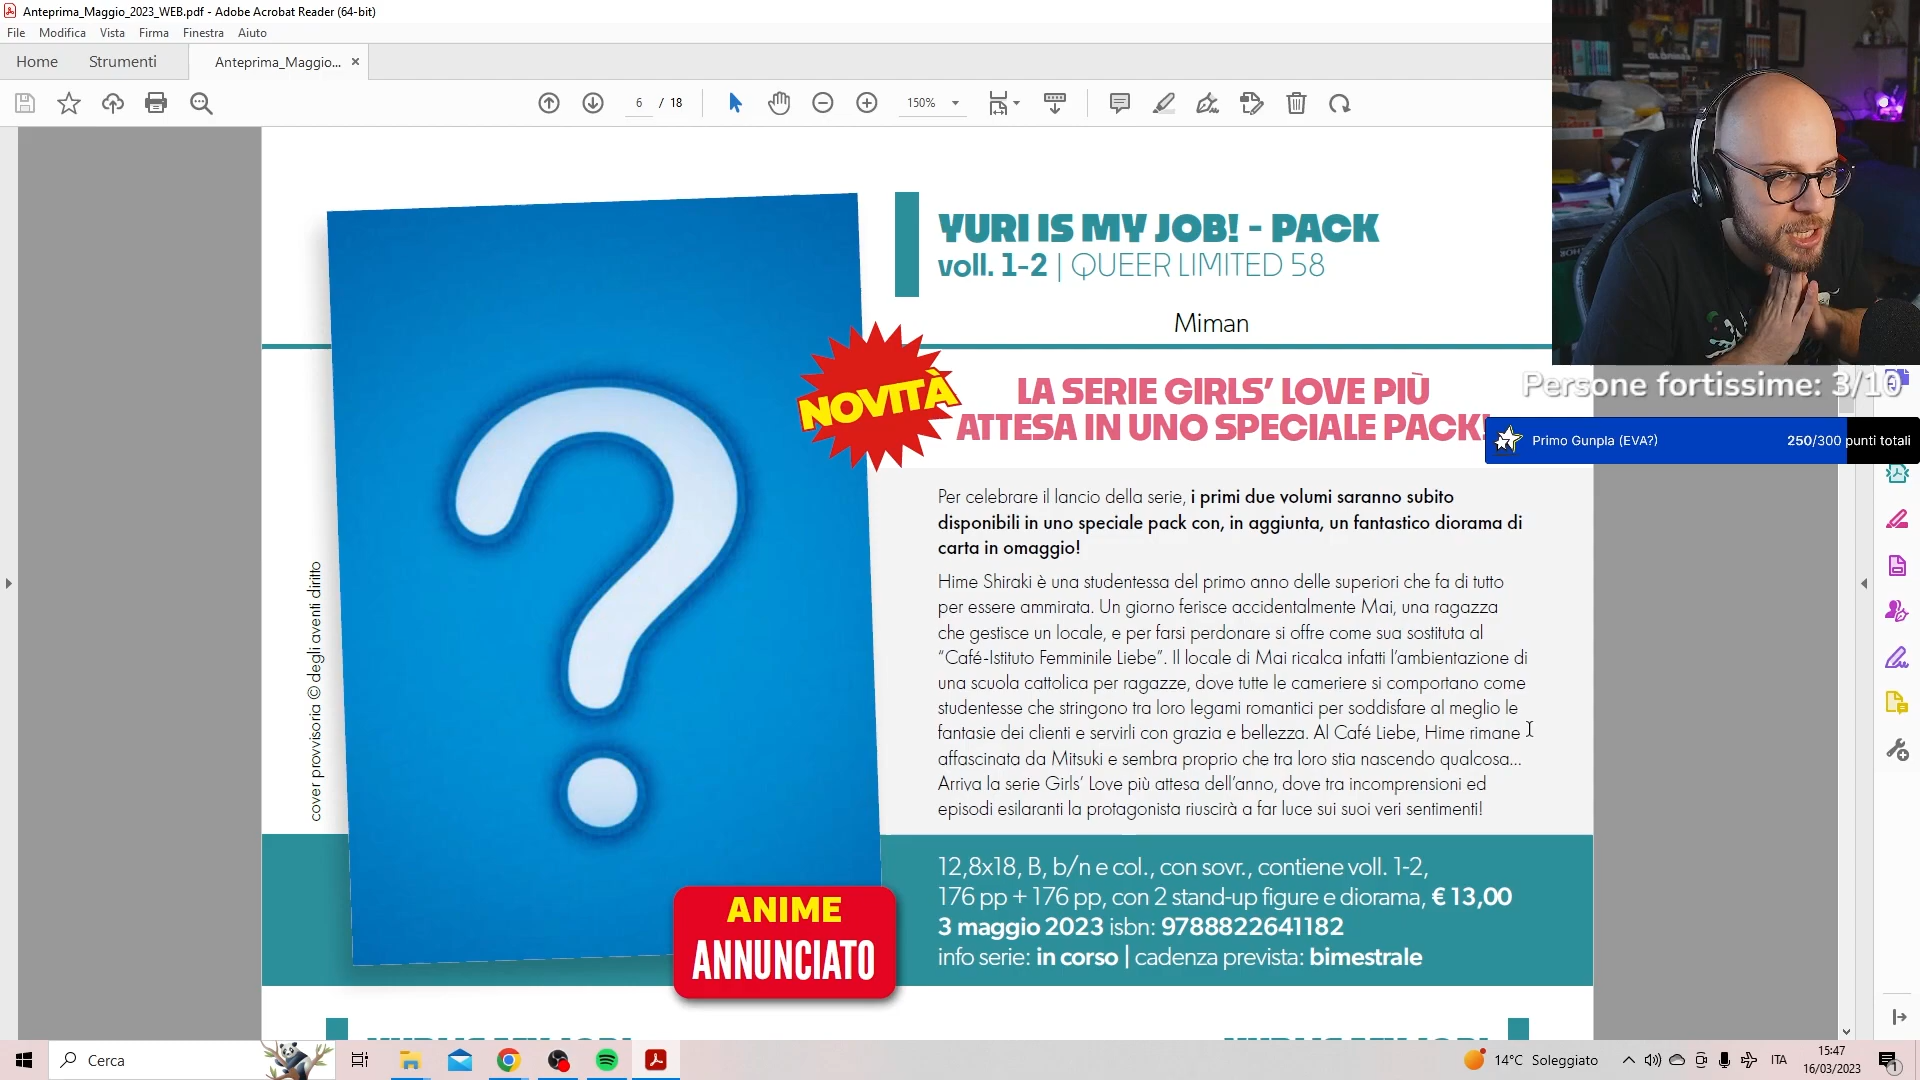 Anteprima_Maggio_2023_WEB.pdf - Adobe Acrobat Reader (64-bit)
File Modifica Vista Firma Finestra Aiuto
Home Strumenti Anteprima_Maggio... ×
6 / 18 150%
YURI IS MY JOB! - PACK
voll. 1-2 | QUEER LIMITED 58
Miman
NOVITÀ
LA SERIE GIRLS' LOVE PIÙ
ATTESA IN UNO SPECIALE PACK!
Persone fortissime: 3/10
Primo Gunpla (EVA?) 250/300 punti totali
Per celebrare il lancio della serie, i primi due volumi saranno subito
disponibili in uno speciale pack con, in aggiunta, un fantastico diorama di
carta in omaggio!
Hime Shiraki è una studentessa del primo anno delle superiori che fa di tutto
per essere ammirata. Un giorno ferisce accidentalmente Mai, una ragazza
che gestisce un locale, e per farsi perdonare si offre come sua sostituta al
“Café-Istituto Femminile Liebe”. Il locale di Mai ricalca infatti l’ambientazione di
una scuola cattolica per ragazze, dove tutte le cameriere si comportano come
studentesse che stringono tra loro legami romantici per soddisfare al meglio le
fantasie dei clienti e servirli con grazia e bellezza. Al Café Liebe, Hime rimane
affascinata da Mitsuki e sembra proprio che tra loro stia nascendo qualcosa...
Arriva la serie Girls’ Love più attesa dell’anno, dove tra incomprensioni ed
episodi esilaranti la protagonista riuscirà a far luce sui suoi veri sentimenti!
cover provvisoria © degli aventi diritto
12,8x18, B, b/n e col., con sovr., contiene voll. 1-2,
176 pp + 176 pp, con 2 stand-up figure e diorama, € 13,00
3 maggio 2023 isbn: 9788822641182
info serie: in corso | cadenza prevista: bimestrale
ANIME
ANNUNCIATO
Cerca
14°C Soleggiato
ITA
15:47
16/03/2023
1